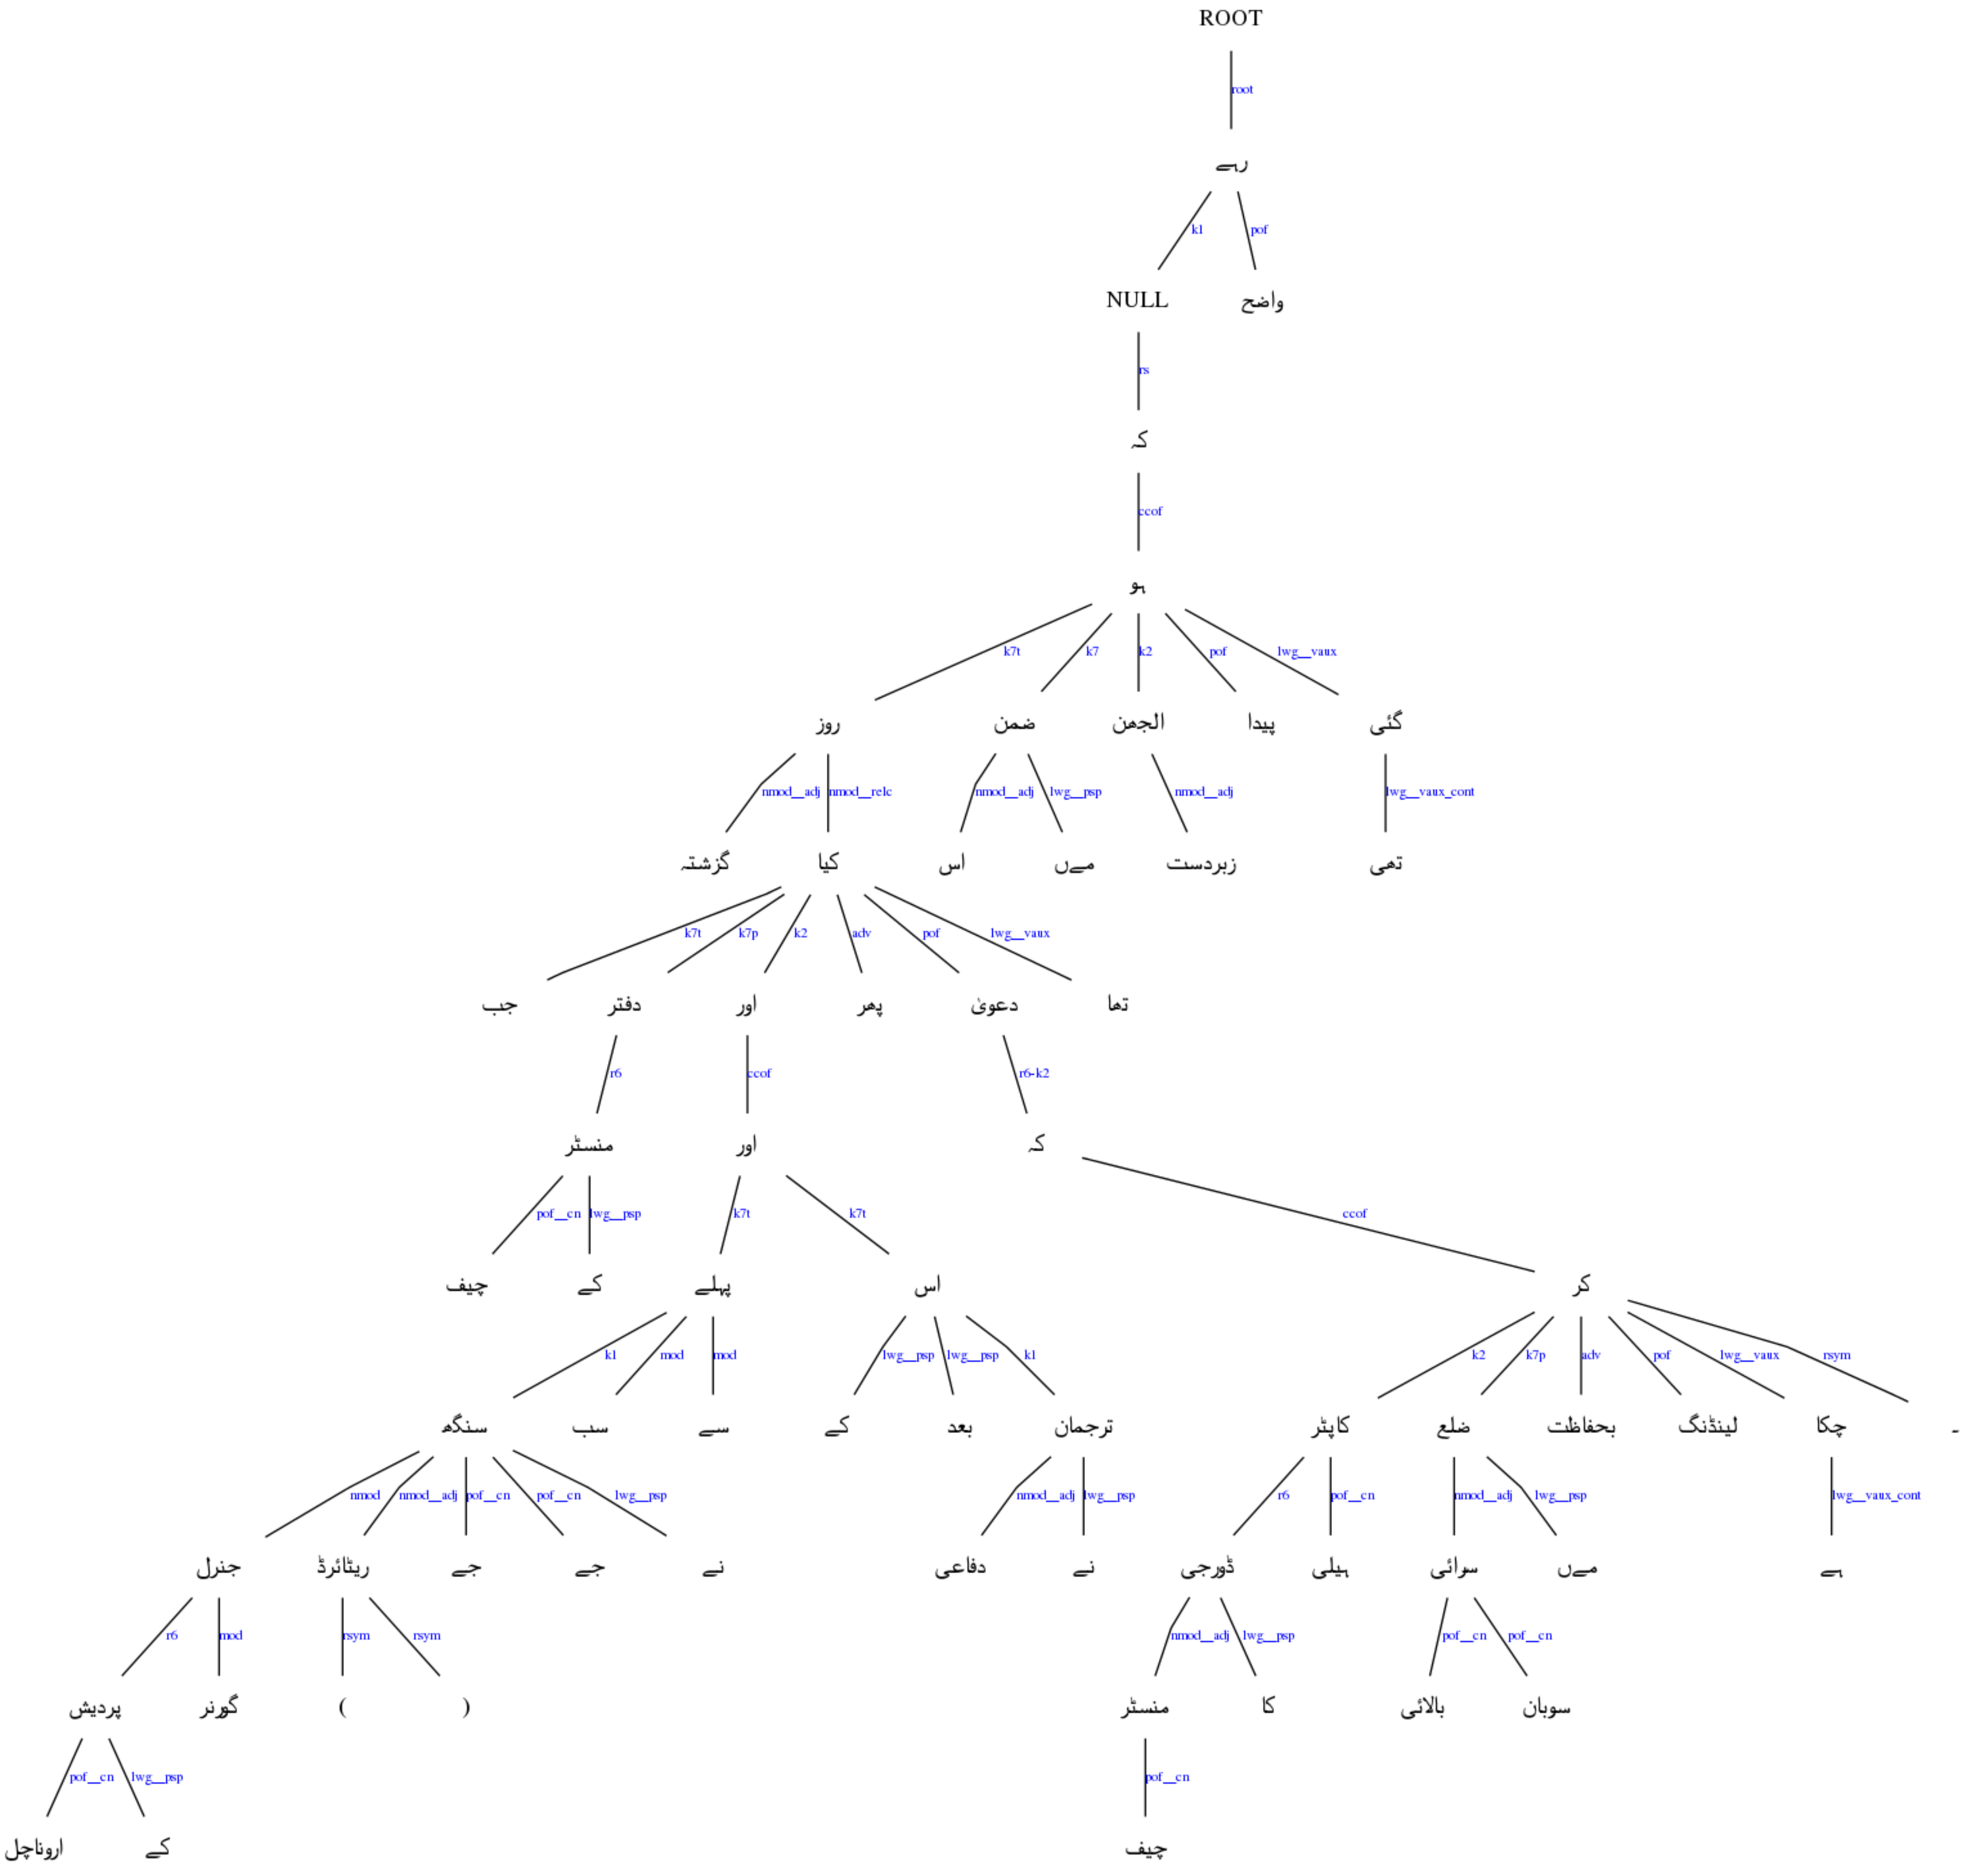 ROOT
root
رہے
k1 pof
NULL واضح
rs
کہ
ccof
ہو
k7t k7 k2 pof lwg__vaux
روز ضمن الجھن پیدا گئی
nmod__adj nmod__relc nmod__adj lwg__psp nmod__adj lwg__vaux_cont
گزشتہ کیا اس مےں زبردست تھی
k7t k7p k2 adv pof lwg__vaux
جب دفتر اور پھر دعویٰ تھا
r6 ccof r6-k2
منسٹر اور کہ
pof__cn lwg__psp k7t k7t ccof
چیف کے پہلے اس کر
k1 mod mod lwg__psp lwg__psp k1 k2 k7p adv pof lwg__vaux rsym
سنگھ سب سے کے بعد ترجمان کاپٹر ضلع بحفاظت لینڈنگ چکا ۔
nmod nmod__adj pof__cn pof__cn lwg__psp nmod__adj lwg__psp r6 pof__cn nmod__adj lwg__psp lwg__vaux_cont
جنرل ریٹائرڈ جے جے نے دفاعی نے ڈورجی ہیلی سرائی مےں ہے
r6 mod rsym rsym nmod__adj lwg__psp pof__cn pof__cn
پردیش گورنر ( ) منسٹر کا بالائی سوبان
pof__cn lwg__psp pof__cn
اروناچل کے چیف